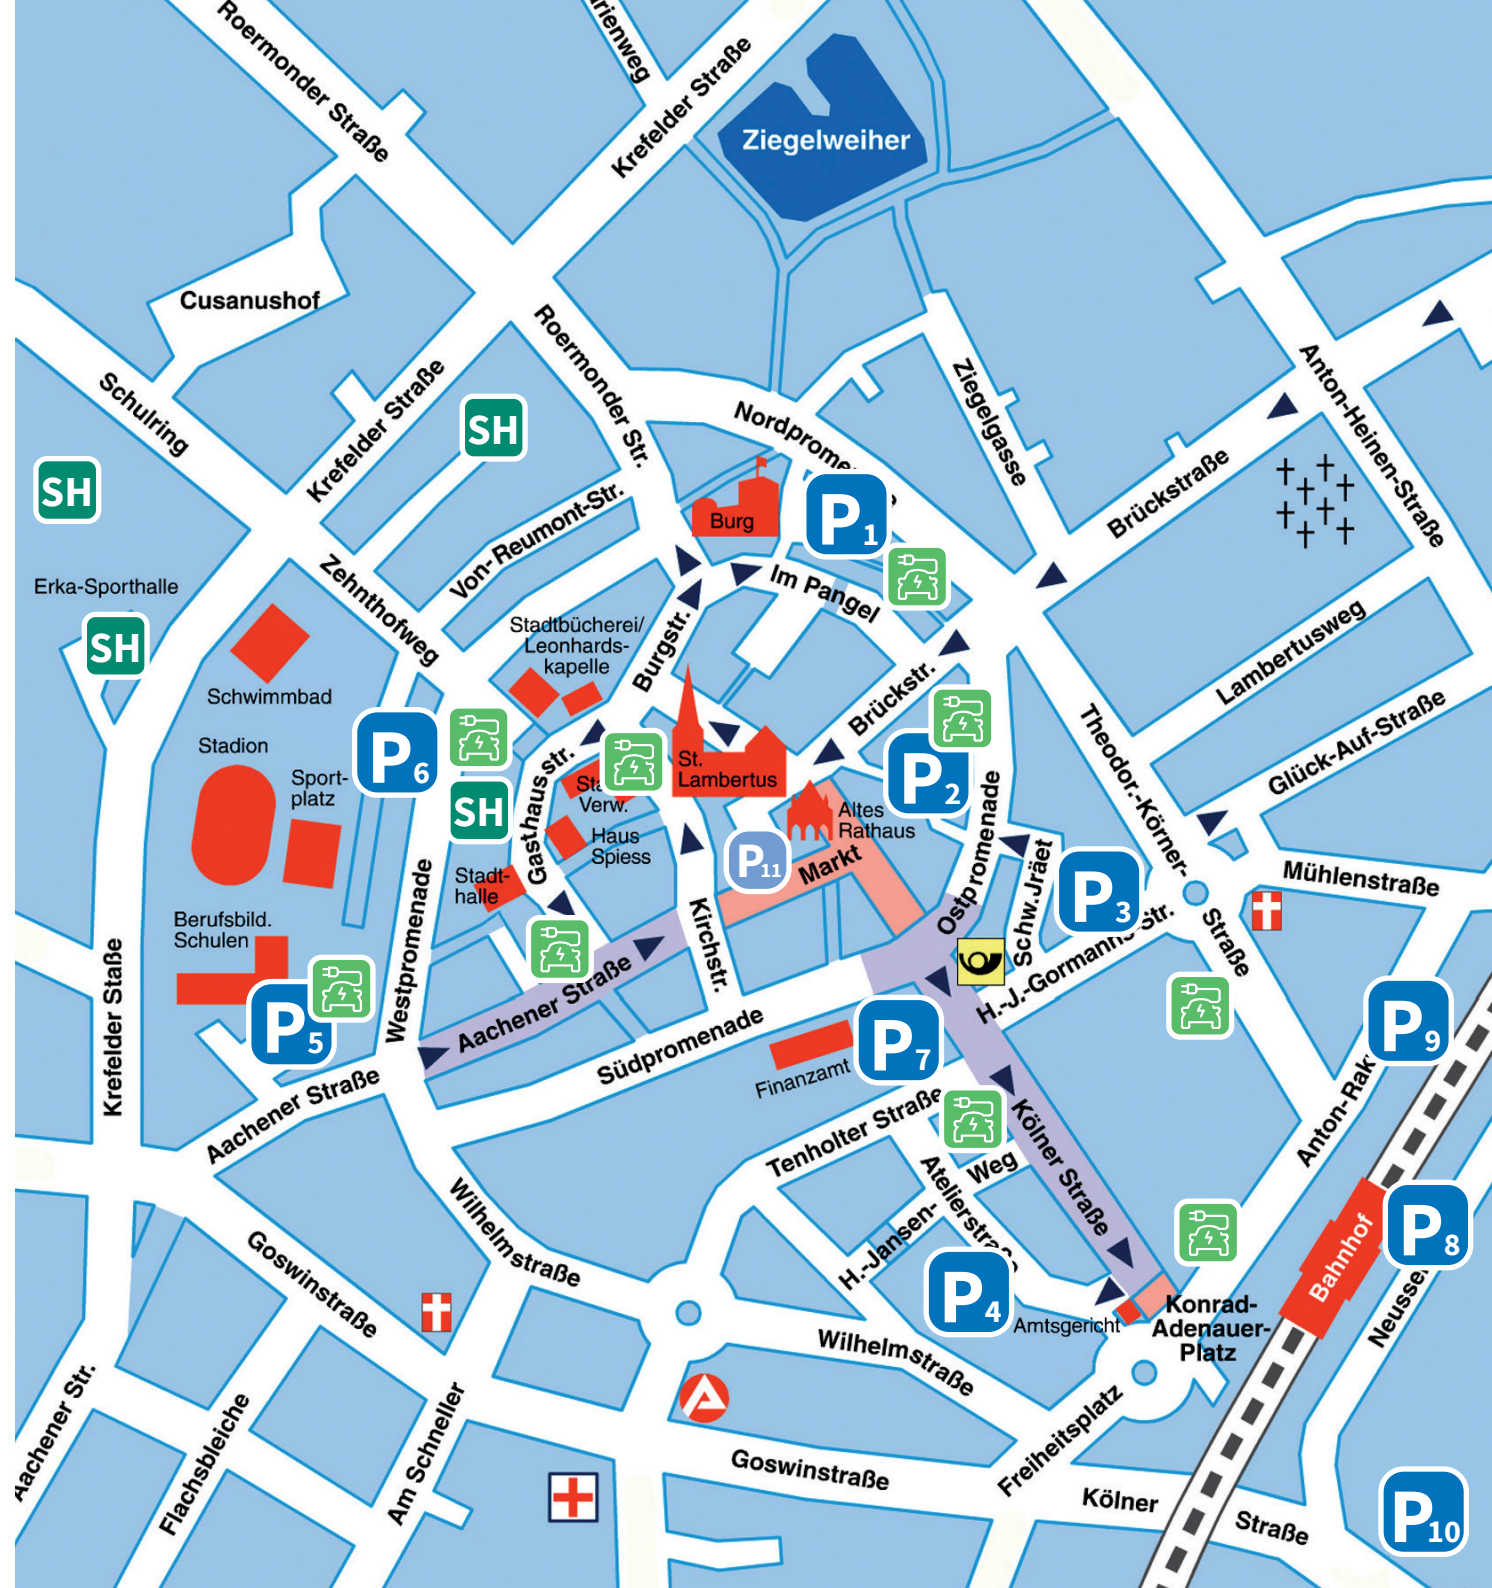 Roermonder Straße
rienweg
Krefelder Straße
Ziegelweiher
Cusanushof
Schulring
Krefelder Straße
SH
SH
Roermonder Str.
Nordprome
Ziegelgasse
Anton-Heinen-Straße
Brückstraße
Burg
P1
Von-Reumont-Str.
Zehnthofweg
Erka-Sporthalle
SH
Im Pangel
Stadtbücherei/
Leonhards-
kapelle
Burgstr.
Lambertusweg
Schwimmbad
Brückstr.
Glück-Auf-Straße
Theodor.-Körner-
Straße
Stadion
Sport-
platz
P6
SH
Gasthausstr.
Verw.
St.
Lambertus
P2
Altes
Rathaus
Haus
Spiess
P11
Markt
Ostpromenade
Schw.Jräet
P3
Mühlenstraße
Stadt-
halle
Westpromenade
Berufsbild.
Schulen
Kirchstr.
H.-J.-Gormanns-Str.
Krefelder Staße
P5
Aachener Straße
Südpromenade
Finanzamt
P7
P9
Anton-Rak
Aachener Straße
Tenholter Straße
Kölner Straße
Atelierstraße
H.-Jansen-
Weg
Wilhelmstraße
Goswinstraße
P4
Amtsgericht
Konrad-
Adenauer-
Platz
Bahnhof
P8
Neusse
Wilhelmstraße
Aachener Str.
Flachsbleiche
Am Schneller
Freiheitsplatz
Goswinstraße
Kölner
Straße
P10